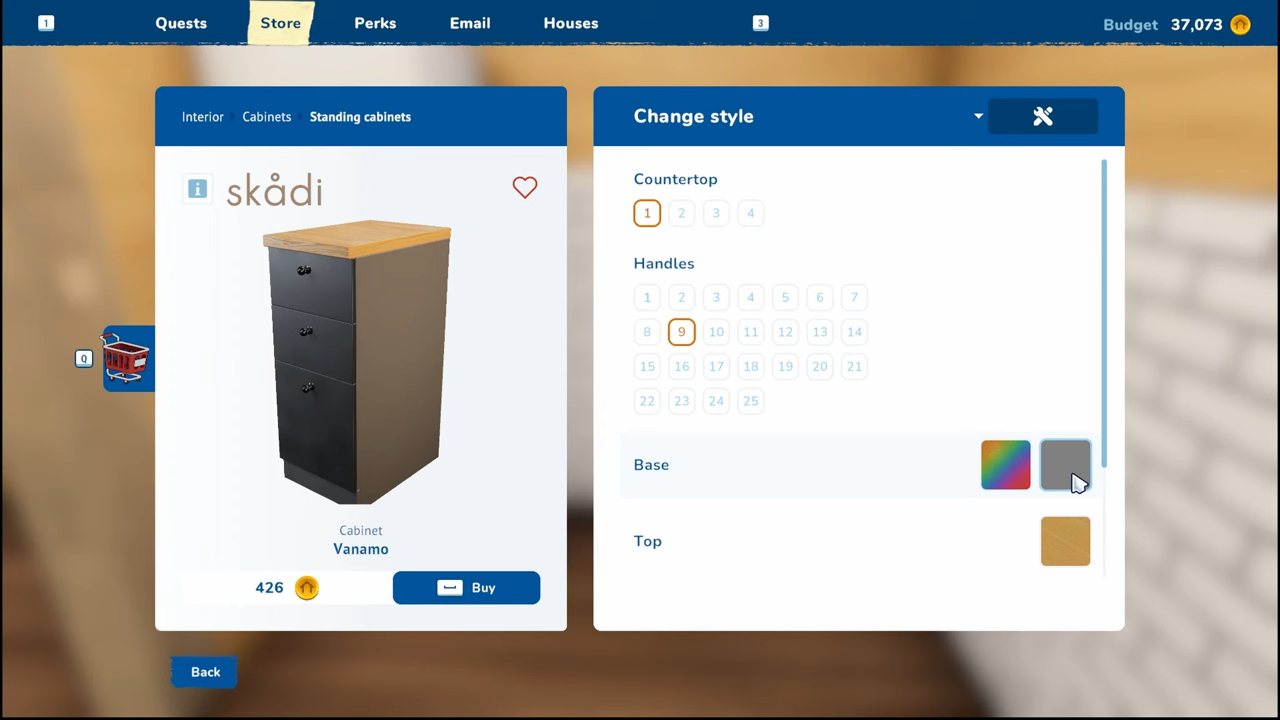 1 Quests Store Perks Email Houses 3 Budget 37,073
Interior Cabinets Standing cabinets
Change style
i skådi
Countertop
1 2 3 4
Handles
1 2 3 4 5 6 7
8 9 10 11 12 13 14
15 16 17 18 19 20 21
22 23 24 25
Q
Base
Top
Cabinet
Vanamo
426 Buy
Back